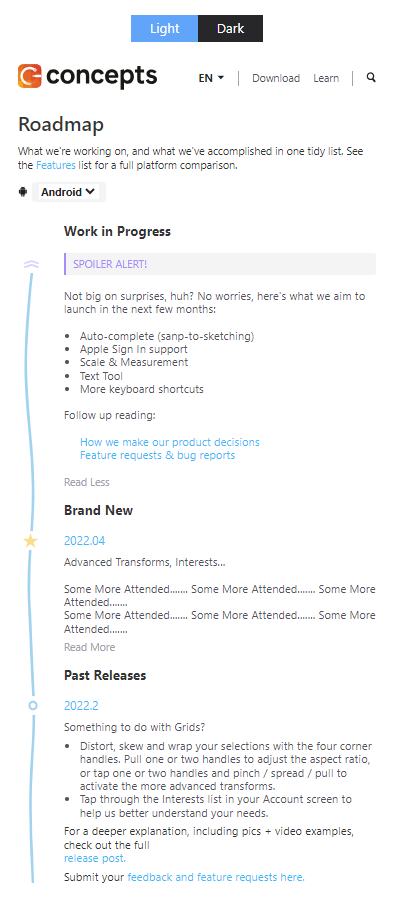 Light Dark
concepts EN Download Learn
Roadmap
What we're working on, and what we've accomplished in one tidy list. See
the Features list for a full platform comparison.
Android
Work in Progress
SPOILER ALERT!
Not big on surprises, huh? No worries, here's what we aim to
launch in the next few months:
• Auto-complete (sanp-to-sketching)
• Apple Sign In support
• Scale & Measurement
• Text Tool
• More keyboard shortcuts
Follow up reading:
How we make our product decisions
Feature requests & bug reports
Read Less
Brand New
2022.04
Advanced Transforms, Interests...
Some More Attended....... Some More Attended....... Some More
Attended.......
Some More Attended....... Some More Attended....... Some More
Attended.......
Read More
Past Releases
2022.2
Something to do with Grids?
• Distort, skew and wrap your selections with the four corner
handles. Pull one or two handles to adjust the aspect ratio,
or tap one or two handles and pinch / spread / pull to
activate the more advanced transforms.
• Tap through the Interests list in your Account screen to
help us better understand your needs.
For a deeper explanation, including pics + video examples,
check out the full
release post.
Submit your feedback and feature requests here.